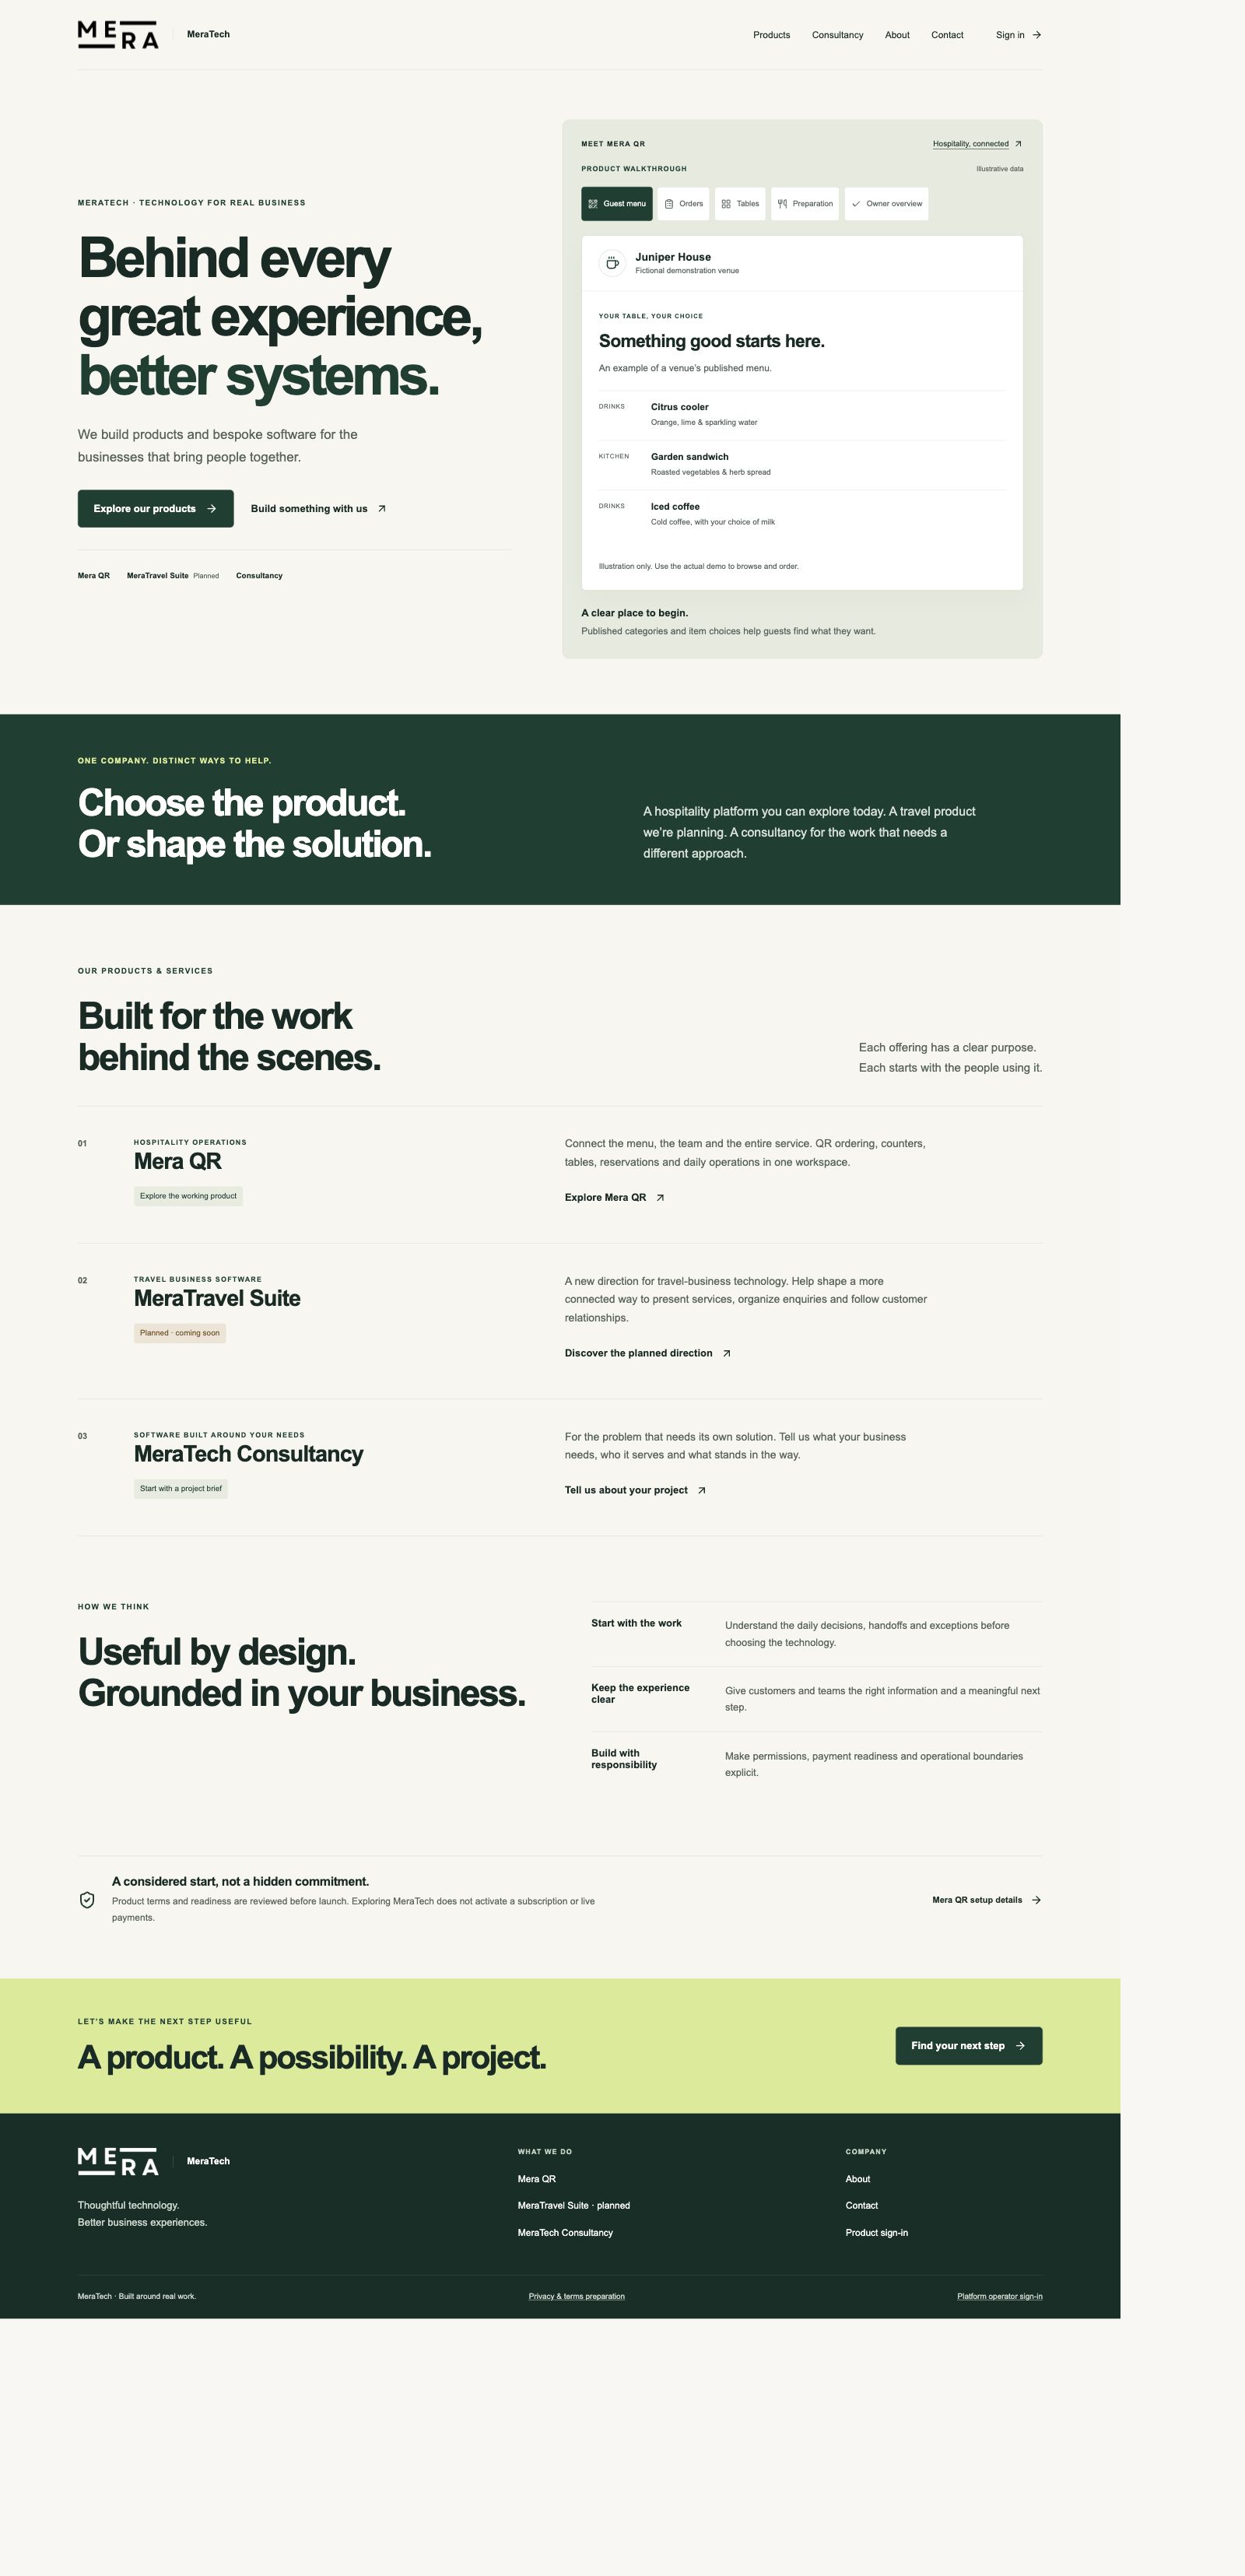 MERA
MeraTech
Products
Consultancy
About
Contact
Sign in
MERATECH · TECHNOLOGY FOR REAL BUSINESS
Behind every
great experience,
better systems.
We build products and bespoke software for the
businesses that bring people together.
Explore our products
Build something with us
Mera QR
MeraTravel Suite Planned
Consultancy
MEET MERA QR
Hospitality, connected
PRODUCT WALKTHROUGH
Illustrative data
Guest menu
Orders
Tables
Preparation
Owner overview
Juniper House
Fictional demonstration venue
YOUR TABLE, YOUR CHOICE
Something good starts here.
An example of a venue's published menu.
DRINKS
Citrus cooler
Orange, lime & sparkling water
KITCHEN
Garden sandwich
Roasted vegetables & herb spread
DRINKS
Iced coffee
Cold coffee, with your choice of milk
Illustration only. Use the actual demo to browse and order.
A clear place to begin.
Published categories and item choices help guests find what they want.
ONE COMPANY. DISTINCT WAYS TO HELP.
Choose the product.
Or shape the solution.
A hospitality platform you can explore today. A travel product
we're planning. A consultancy for the work that needs a
different approach.
OUR PRODUCTS & SERVICES
Built for the work
behind the scenes.
Each offering has a clear purpose.
Each starts with the people using it.
01
HOSPITALITY OPERATIONS
Mera QR
Explore the working product
Connect the menu, the team and the entire service. QR ordering, counters,
tables, reservations and daily operations in one workspace.
Explore Mera QR
02
TRAVEL BUSINESS SOFTWARE
MeraTravel Suite
Planned · coming soon
A new direction for travel-business technology. Help shape a more
connected way to present services, organize enquiries and follow customer
relationships.
Discover the planned direction
03
SOFTWARE BUILT AROUND YOUR NEEDS
MeraTech Consultancy
Start with a project brief
For the problem that needs its own solution. Tell us what your business
needs, who it serves and what stands in the way.
Tell us about your project
HOW WE THINK
Useful by design.
Grounded in your business.
Start with the work
Understand the daily decisions, handoffs and exceptions before
choosing the technology.
Keep the experience
clear
Give customers and teams the right information and a meaningful next
step.
Build with
responsibility
Make permissions, payment readiness and operational boundaries
explicit.
A considered start, not a hidden commitment.
Product terms and readiness are reviewed before launch. Exploring MeraTech does not activate a subscription or live
payments.
Mera QR setup details
LET'S MAKE THE NEXT STEP USEFUL
A product. A possibility. A project.
Find your next step
MERA
MeraTech
Thoughtful technology.
Better business experiences.
WHAT WE DO
Mera QR
MeraTravel Suite · planned
MeraTech Consultancy
COMPANY
About
Contact
Product sign-in
MeraTech · Built around real work.
Privacy & terms preparation
Platform operator sign-in